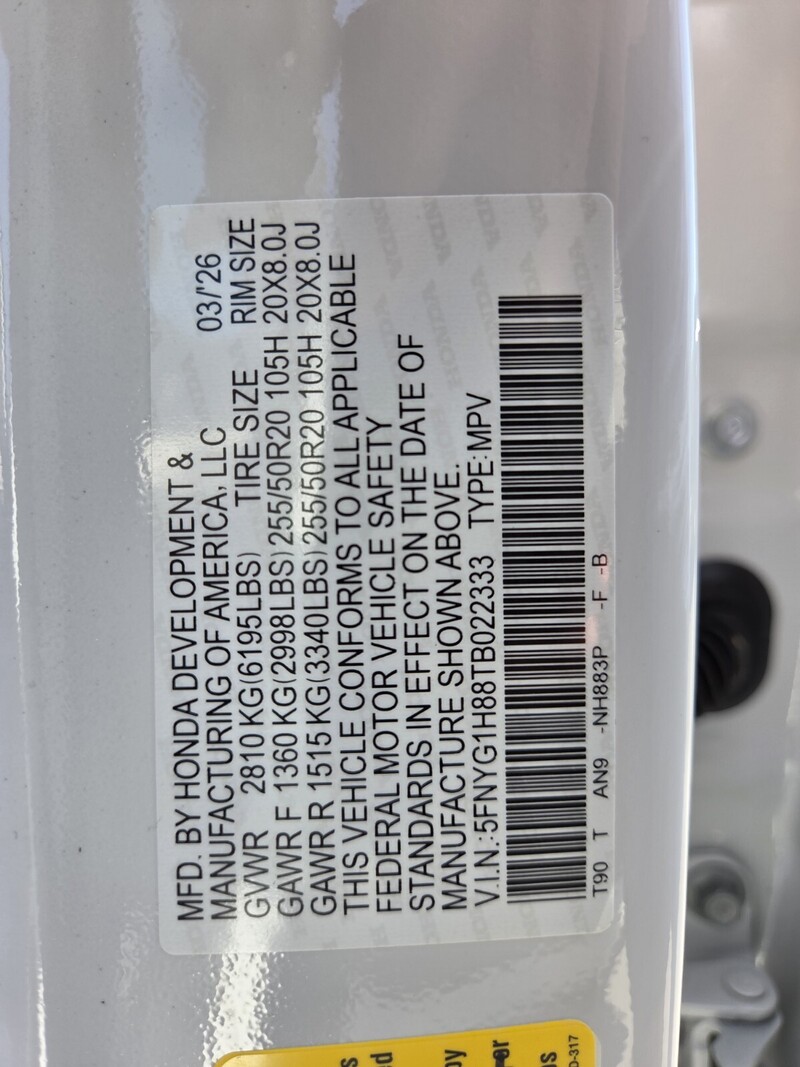 MFD. BY HONDA DEVELOPMENT &
MANUFACTURING OF AMERICA, LLC 03/'26
GVWR 2810 KG(6195LBS) TIRE SIZE RIM SIZE
GAWR F 1360 KG(2998LBS) 255/50R20 105H 20X8.0J
GAWR R 1515 KG(3340LBS) 255/50R20 105H 20X8.0J
THIS VEHICLE CONFORMS TO ALL APPLICABLE
FEDERAL MOTOR VEHICLE SAFETY
STANDARDS IN EFFECT ON THE DATE OF
MANUFACTURE SHOWN ABOVE.
V.I.N.:5FNYG1H88TB022333 TYPE:MPV
T90 T AN9 -NH883P -F -B